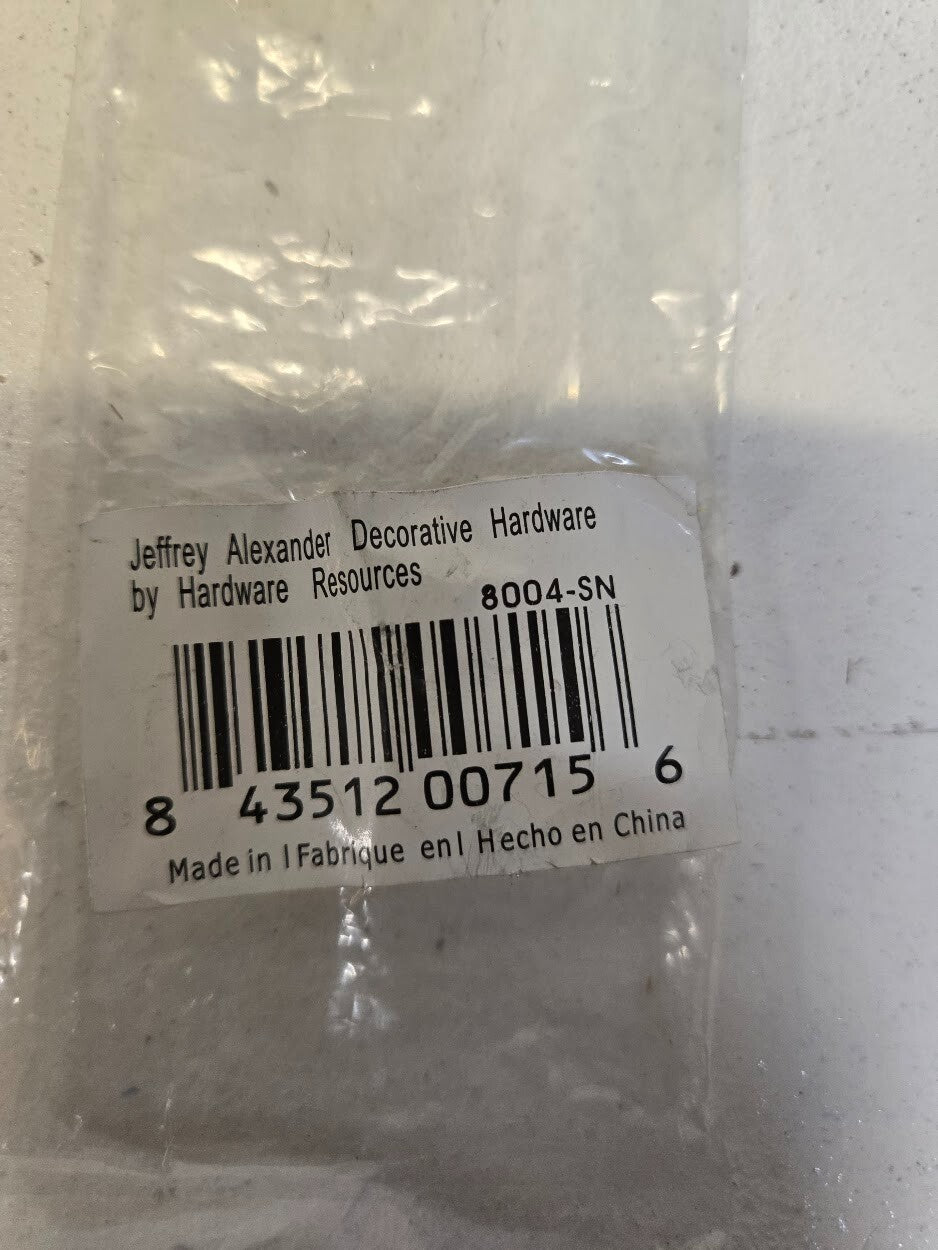 Jeffrey Alexander Decorative Hardware
by Hardware Resources
8004-SN
8 43512 00715 6
Made in | Fabrique en | Hecho en China